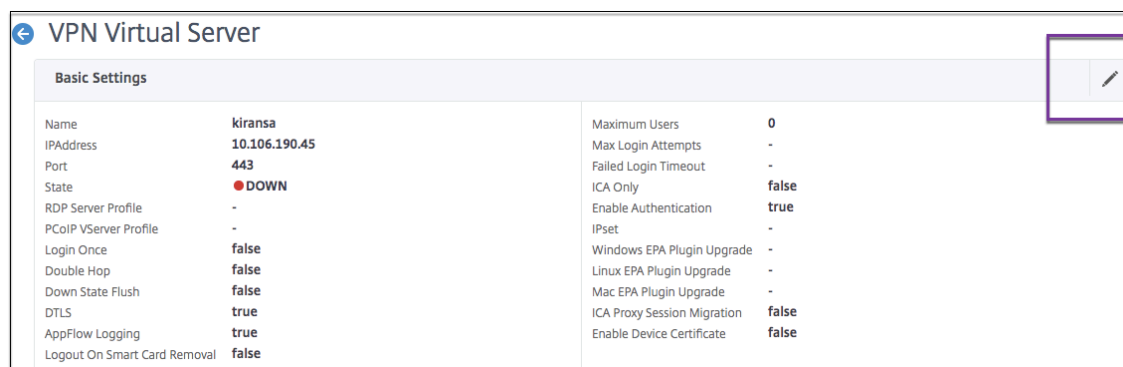 VPN Virtual Server
Basic Settings
Name kiransa
IPAddress 10.106.190.45
Port 443
State DOWN
RDP Server Profile -
PCoIP VServer Profile -
Login Once false
Double Hop false
Down State Flush false
DTLS true
AppFlow Logging true
Logout On Smart Card Removal false
Maximum Users 0
Max Login Attempts -
Failed Login Timeout -
ICA Only false
Enable Authentication true
IPset -
Windows EPA Plugin Upgrade -
Linux EPA Plugin Upgrade -
Mac EPA Plugin Upgrade -
ICA Proxy Session Migration false
Enable Device Certificate false